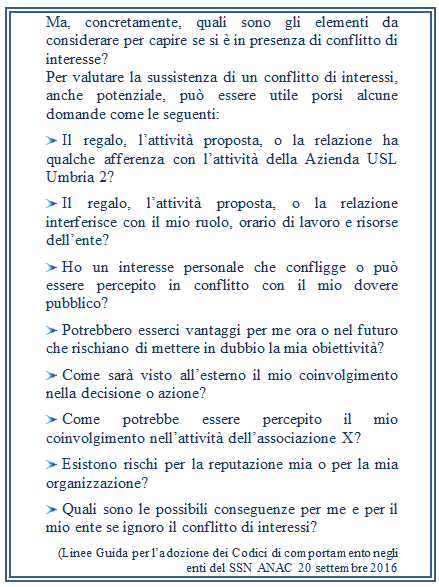 Ma, concretamente, quali sono gli elementi da
considerare per capire se si è in presenza di conflitto di
interesse?
Per valutare la sussistenza di un conflitto di interessi,
anche potenziale, può essere utile porsi alcune
domande come le seguenti:
➢ Il regalo, l’attività proposta, o la relazione ha
qualche afferenza con l’attività della Azienda USL
Umbria 2?
➢ Il regalo, l’attività proposta, o la relazione
interferisce con il mio ruolo, orario di lavoro e risorse
dell’ente?
➢ Ho un interesse personale che confligge o può
essere percepito in conflitto con il mio dovere
pubblico?
➢ Potrebbero esserci vantaggi per me ora o nel futuro
che rischiano di mettere in dubbio la mia obiettività?
➢ Come sarà visto all’esterno il mio coinvolgimento
nella decisione o azione?
➢ Come potrebbe essere percepito il mio
coinvolgimento nell’attività dell’associazione X?
➢ Esistono rischi per la reputazione mia o per la mia
organizzazione?
➢ Quali sono le possibili conseguenze per me e per il
mio ente se ignoro il conflitto di interessi?
(Linee Guida per l’adozione dei Codici di comportamento negli
enti del SSN ANAC 20 settembre 2016